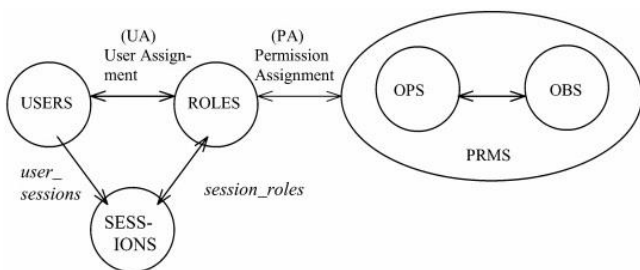 (UA)
User Assign-
ment
(PA)
Permission
Assignment
USERS
ROLES
OPS
OBS
PRMS
user_
sessions
session_roles
SESS-
IONS